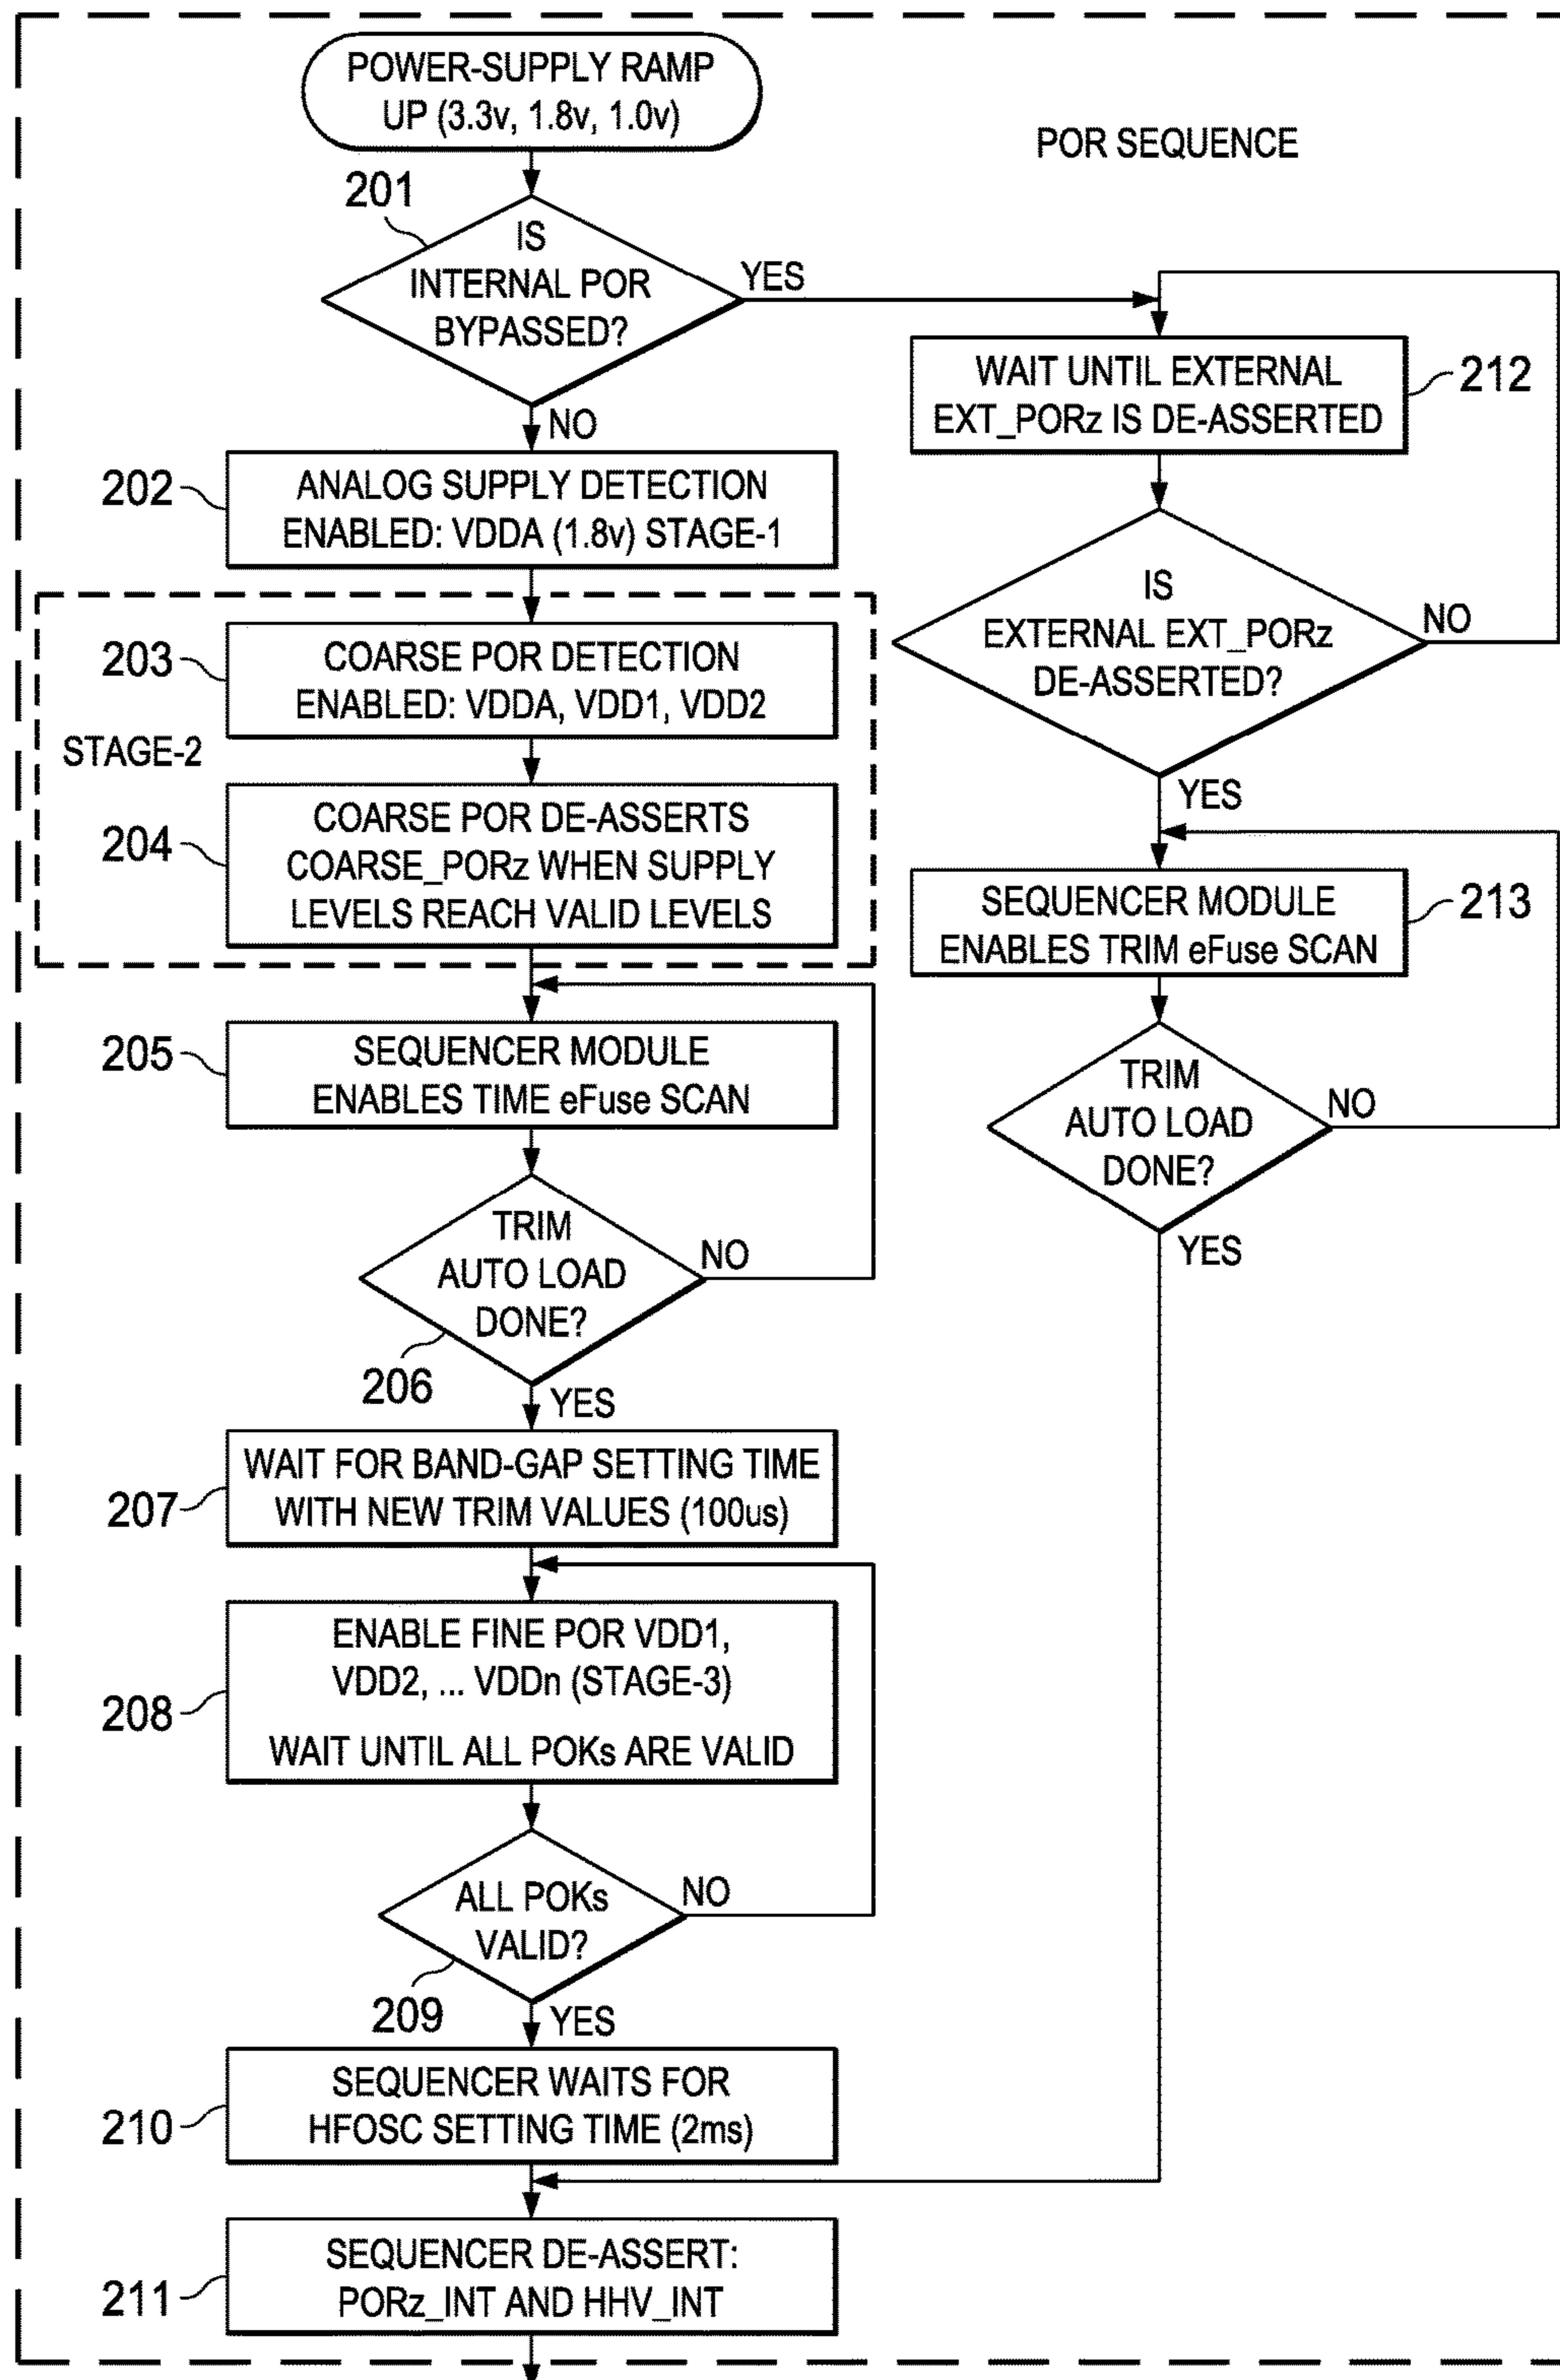 POWER-SUPPLY RAMP
UP (3.3v, 1.8v, 1.0v)
POR SEQUENCE
201
IS
INTERNAL POR
BYPASSED?
YES
NO
202
ANALOG SUPPLY DETECTION
ENABLED: VDDA (1.8v) STAGE-1
STAGE-2
203
COARSE POR DETECTION
ENABLED: VDDA, VDD1, VDD2
204
COARSE POR DE-ASSERTS
COARSE_PORz WHEN SUPPLY
LEVELS REACH VALID LEVELS
205
SEQUENCER MODULE
ENABLES TIME eFuse SCAN
TRIM
AUTO LOAD
DONE?
NO
206
YES
207
WAIT FOR BAND-GAP SETTING TIME
WITH NEW TRIM VALUES (100us)
208
ENABLE FINE POR VDD1,
VDD2, ... VDDn (STAGE-3)
WAIT UNTIL ALL POKs ARE VALID
ALL POKs
VALID?
NO
209
YES
210
SEQUENCER WAITS FOR
HFOSC SETTING TIME (2ms)
211
SEQUENCER DE-ASSERT:
PORz_INT AND HHV_INT
WAIT UNTIL EXTERNAL
EXT_PORz IS DE-ASSERTED
212
IS
EXTERNAL EXT_PORz
DE-ASSERTED?
NO
YES
SEQUENCER MODULE
ENABLES TRIM eFuse SCAN
213
TRIM
AUTO LOAD
DONE?
NO
YES